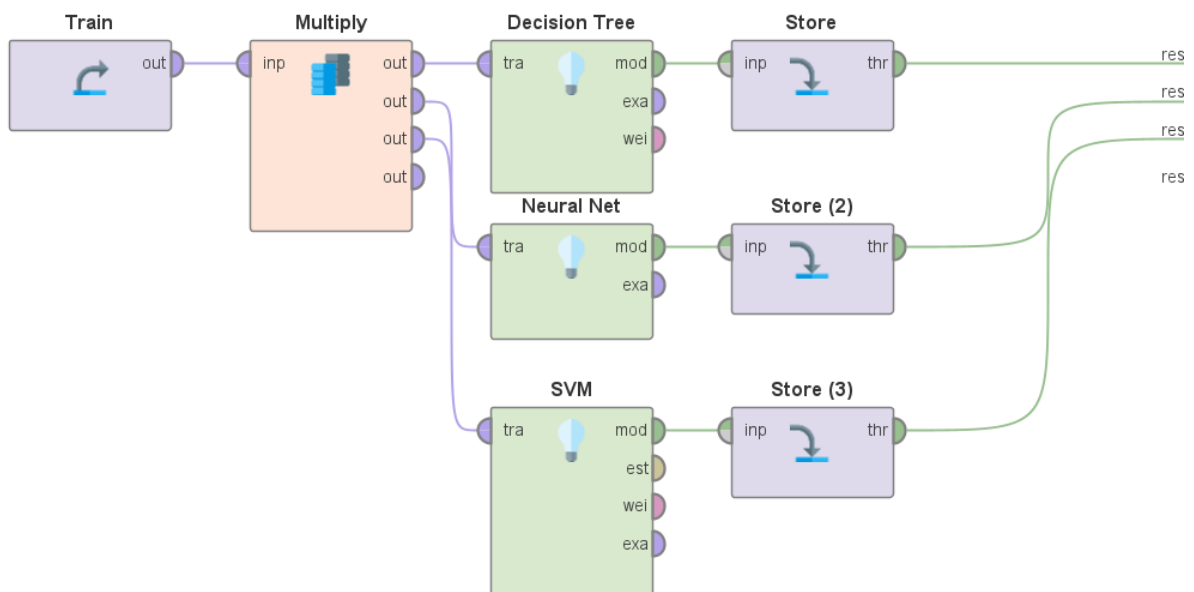 Train
Multiply
Decision Tree
Store
out
inp
out
tra
mod
inp
thr
res
out
exa
res
out
wei
res
out
res
Neural Net
Store (2)
tra
mod
inp
thr
exa
SVM
Store (3)
tra
mod
inp
thr
est
wei
exa